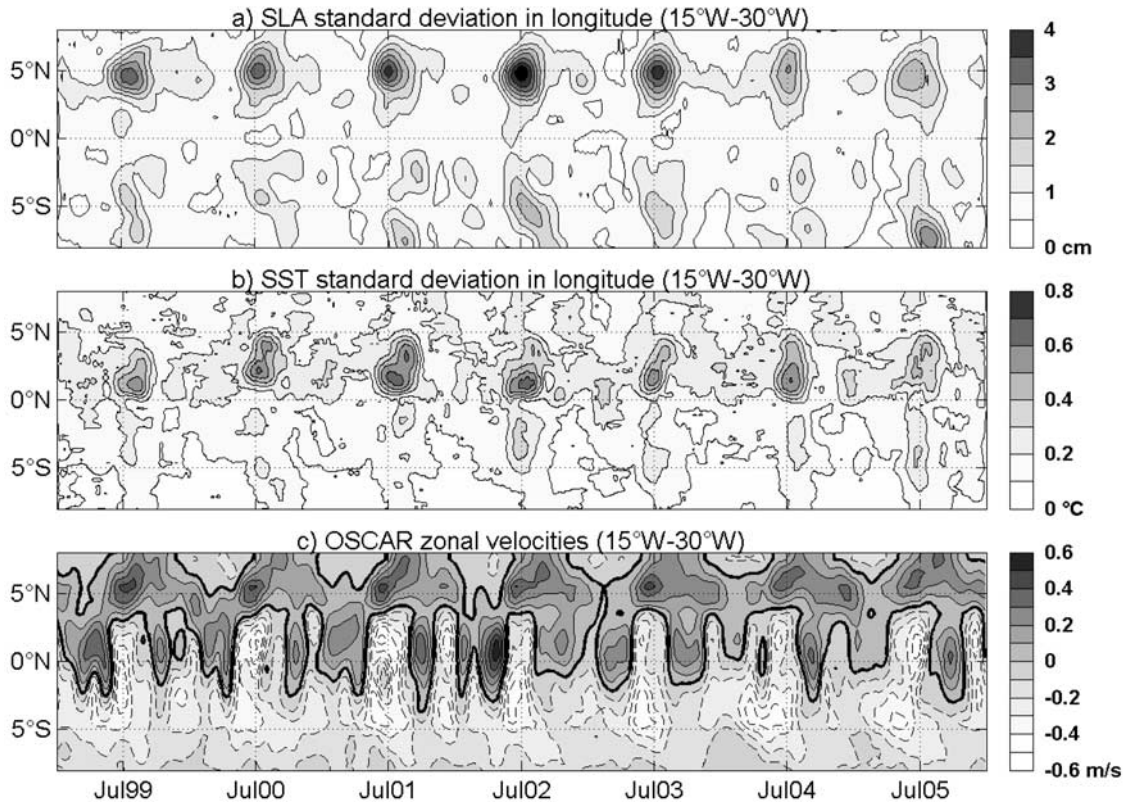 a) SLA standard deviation in longitude (15°W-30°W)
5°N
0°N
5°S
4
3
2
1
0 cm
b) SST standard deviation in longitude (15°W-30°W)
5°N
0°N
5°S
0.8
0.6
0.4
0.2
0 °C
c) OSCAR zonal velocities (15°W-30°W)
5°N
0°N
5°S
0.6
0.4
0.2
0
-0.2
-0.4
-0.6 m/s
Jul99
Jul00
Jul01
Jul02
Jul03
Jul04
Jul05